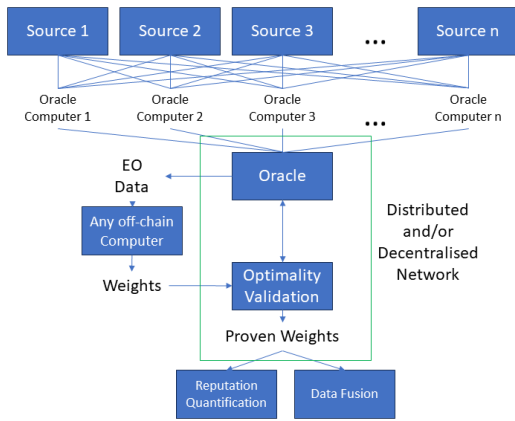 Source 1
Source 2
Source 3
...
Source n
Oracle
Computer 1
Oracle
Computer 2
Oracle
Computer 3
...
Oracle
Computer n
EO
Data
Oracle
Any off-chain
Computer
Distributed
and/or
Decentralised
Network
Weights
Optimality
Validation
Proven Weights
Reputation
Quantification
Data Fusion